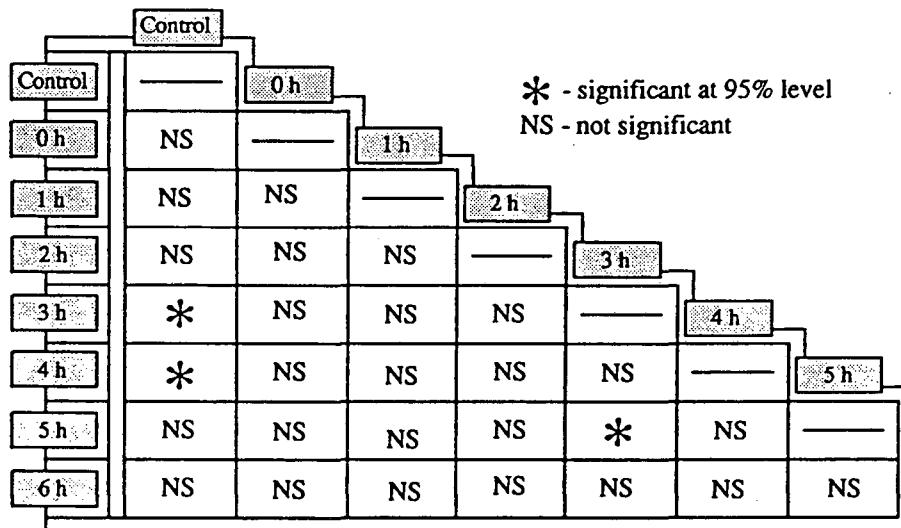 Control
Control 0 h * - significant at 95% level
0 h NS 1 h NS - not significant
1 h NS NS 2 h
2 h NS NS NS 3 h
3 h * NS NS NS 4 h
4 h * NS NS NS NS 5 h
5 h NS NS NS NS * NS
6 h NS NS NS NS NS NS NS